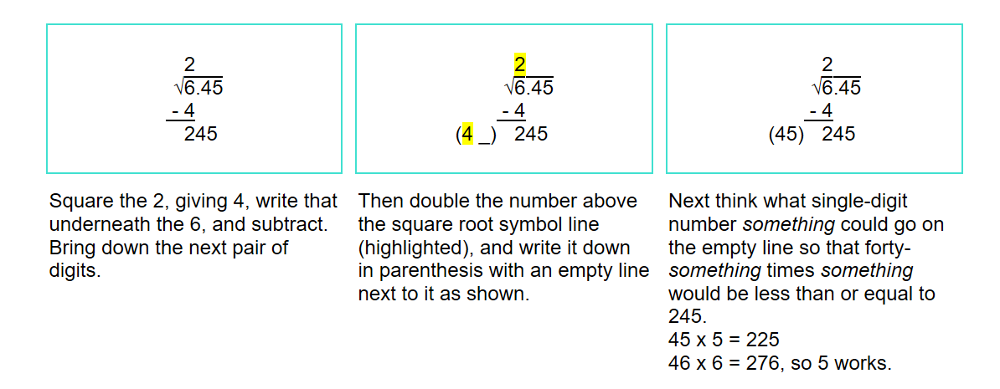 2
√6.45
- 4
245
2
√6.45
- 4
(4 _) 245
2
√6.45
- 4
(45) 245
Square the 2, giving 4, write that
underneath the 6, and subtract.
Bring down the next pair of
digits.
Then double the number above
the square root symbol line
(highlighted), and write it down
in parenthesis with an empty line
next to it as shown.
Next think what single-digit
number something could go on
the empty line so that forty-
something times something
would be less than or equal to
245.
45 x 5 = 225
46 x 6 = 276, so 5 works.